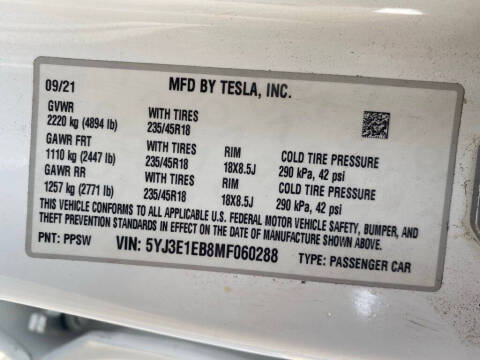 09/21 MFD BY TESLA, INC.
GVWR WITH TIRES
2220 kg (4894 lb) 235/45R18
GAWR FRT WITH TIRES RIM COLD TIRE PRESSURE
1110 kg (2447 lb) 235/45R18 18X8.5J 290 kPa, 42 psi
GAWR RR WITH TIRES RIM COLD TIRE PRESSURE
1257 kg (2771 lb) 235/45R18 18X8.5J 290 kPa, 42 psi
THIS VEHICLE CONFORMS TO ALL APPLICABLE U.S. FEDERAL MOTOR VEHICLE SAFETY, BUMPER, AND
THEFT PREVENTION STANDARDS IN EFFECT ON THE DATE OF MANUFACTURE SHOWN ABOVE.
PNT: PPSW VIN: 5YJ3E1EB8MF060288 TYPE: PASSENGER CAR